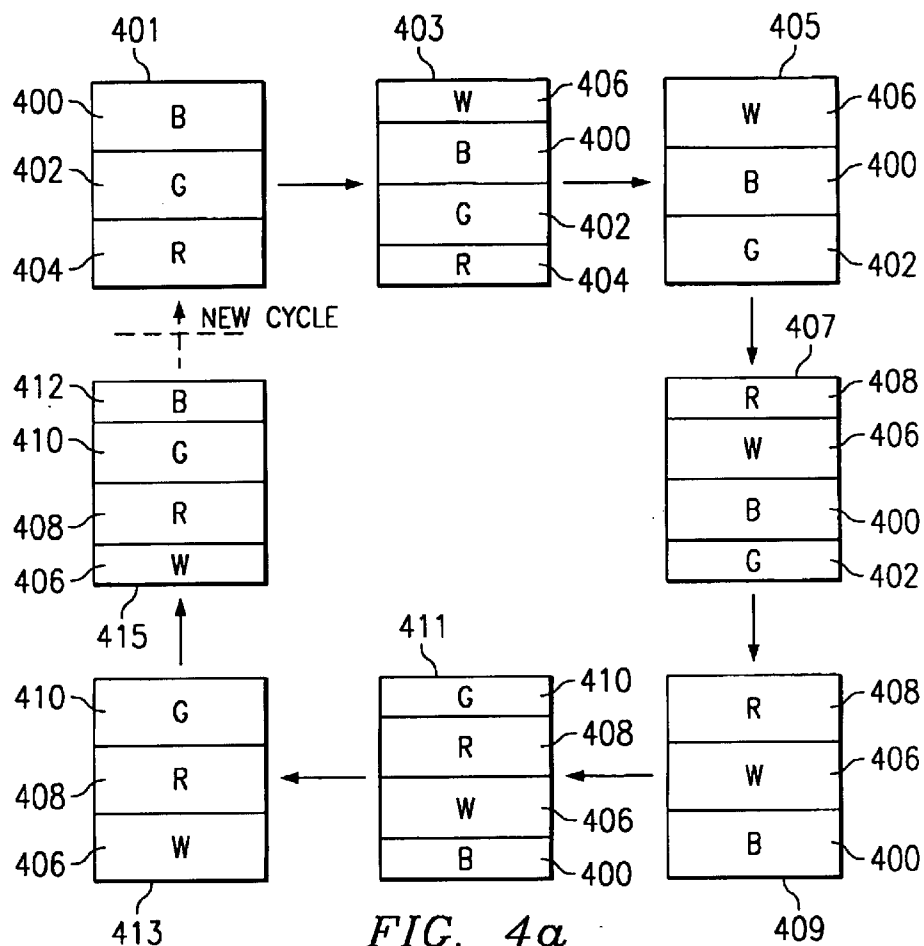 401 403 405
400 B W 406 W 406
402 G B 400 B 400
404 R G 402 G 402
R 404
NEW CYCLE
407
412 B R 408
410 G W 406
408 R B 400
406 W G 402
415 411
410 G G 410 R 408
408 R R 408 W 406
406 W W 406 B 400
B 400
413 409
FIG. 4a